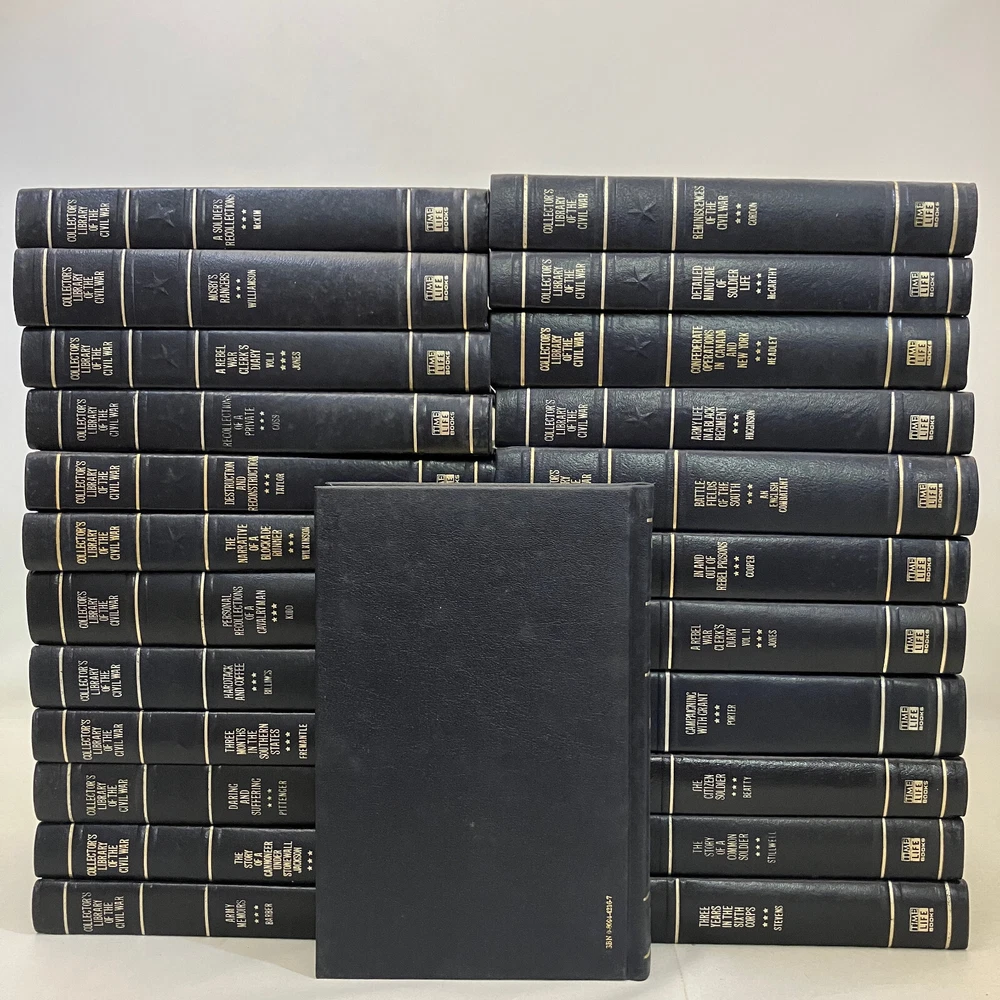 COLLECTOR'S
LIBRARY
OF THE
CIVIL WAR
A SOLDIER'S
RECOLLECTIONS
McKIM
TIME
LIFE
BOOKS
COLLECTOR'S
LIBRARY
OF THE
CIVIL WAR
MOSBY'S
RANGERS
WILLIAMSON
TIME
LIFE
BOOKS
COLLECTOR'S
LIBRARY
OF THE
CIVIL WAR
A REBEL
WAR
CLERK'S
DIARY
VOL. I
JONES
TIME
LIFE
BOOKS
COLLECTOR'S
LIBRARY
OF THE
CIVIL WAR
RECOLLECTIONS
OF A
PRIVATE
GOSS
TIME
LIFE
BOOKS
COLLECTOR'S
LIBRARY
OF THE
CIVIL WAR
DESTRUCTION
AND
RECONSTRUCTION
TAYLOR
TIME
LIFE
COLLECTOR'S
LIBRARY
OF THE
CIVIL WAR
THE
NARRATIVE
OF A
BLOCKADE
RUNNER
WILKINSON
COLLECTOR'S
LIBRARY
OF THE
CIVIL WAR
PERSONAL
RECOLLECTIONS
OF A
CAVALRYMAN
KIDD
COLLECTOR'S
LIBRARY
OF THE
CIVIL WAR
HARDTACK
AND COFFEE
BILLINGS
COLLECTOR'S
LIBRARY
OF THE
CIVIL WAR
THREE
MONTHS
IN THE
SOUTHERN
STATES
FREMANTLE
COLLECTOR'S
LIBRARY
OF THE
CIVIL WAR
DARING
AND
SUFFERING
PITTENGER
COLLECTOR'S
LIBRARY
OF THE
CIVIL WAR
THE
STORY
OF A
CANNONEER
UNDER
STONEWALL
JACKSON
COLLECTOR'S
LIBRARY
OF THE
CIVIL WAR
ARMY
MEMOIRS
BARBER
COLLECTOR'S
LIBRARY
OF THE
CIVIL WAR
REMINISCENCES
OF THE
CIVIL WAR
GORDON
TIME
LIFE
BOOKS
COLLECTOR'S
LIBRARY
OF THE
CIVIL WAR
DETAILED
MINUTIAE
OF
SOLDIER
LIFE
McCARTHY
TIME
LIFE
BOOKS
COLLECTOR'S
LIBRARY
OF THE
CIVIL WAR
CONFEDERATE
OPERATIONS
IN CANADA
AND
NEW YORK
HEADLEY
TIME
LIFE
BOOKS
COLLECTOR'S
LIBRARY
OF THE
CIVIL WAR
ARMY LIFE
IN A BLACK
REGIMENT
HIGGINSON
TIME
LIFE
BOOKS
COLLECTOR'S
LIBRARY
OF THE
CIVIL WAR
BATTLE
FIELDS
OF THE
SOUTH
AN
ENGLISH
COMBATANT
TIME
LIFE
BOOKS
IN AND
OUT OF
REBEL PRISONS
COOPER
TIME
LIFE
BOOKS
A REBEL
WAR
CLERK'S
DIARY
VOL. II
JONES
TIME
LIFE
BOOKS
CAMPAIGNING
WITH GRANT
PORTER
TIME
LIFE
BOOKS
THE
CITIZEN
SOLDIER
BEATTY
TIME
LIFE
BOOKS
THE
STORY
OF A
COMMON
SOLDIER
STILLWELL
TIME
LIFE
BOOKS
THREE
YEARS
IN THE
SIXTH
CORPS
STEVENS
TIME
LIFE
BOOKS